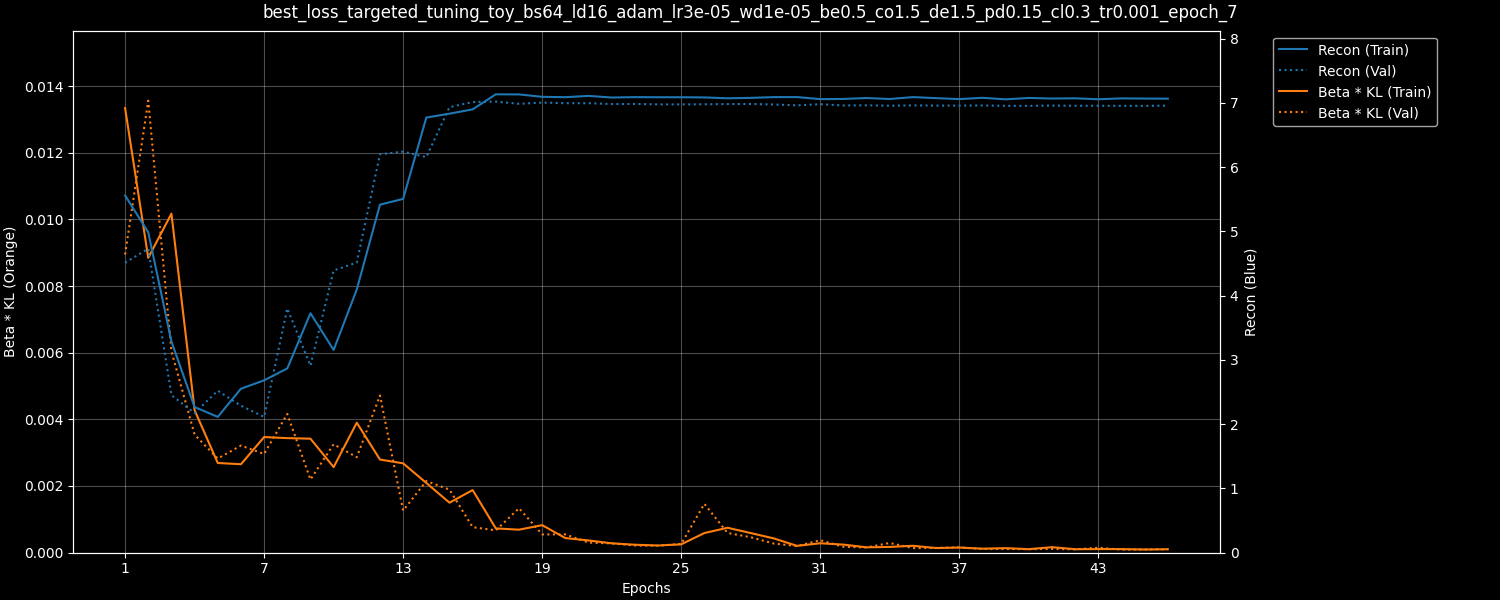 best_loss_targeted_tuning_toy_bs64_ld16_adam_lr3e-05_wd1e-05_be0.5_co1.5_de1.5_pd0.15_cl0.3_tr0.001_epoch_7
Recon (Train)
Recon (Val)
Beta * KL (Train)
Beta * KL (Val)
Beta * KL (Orange)
0.014
0.012
0.010
0.008
0.006
0.004
0.002
0.000
8
7
6
5
4
3
2
1
0
Recon (Blue)
1 7 13 19 25 31 37 43
Epochs